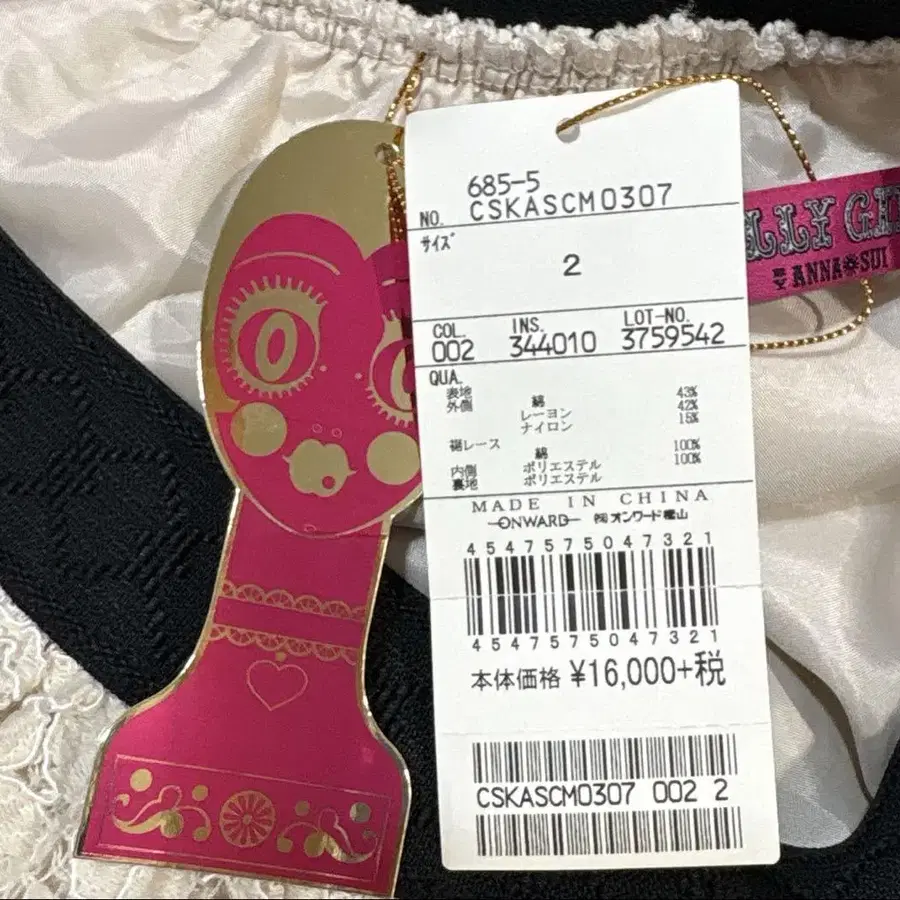 685-5
NO. CSKASCM0307
サイズ
2
COL. INS. LOT-NO.
002 344010 3759542
QUA.
表地
外側 綿 43%
レーヨン 42%
ナイロン 15%
裾レース
綿 100%
内側 ポリエステル 100%
裏地 ポリエステル
MADE IN CHINA
ONWARD ㈱オンワード樫山
4547575047321
4547575047321
本体価格 ¥16,000+税
CSKASCM0307 002 2
LLY GI
BY ANNA SUI